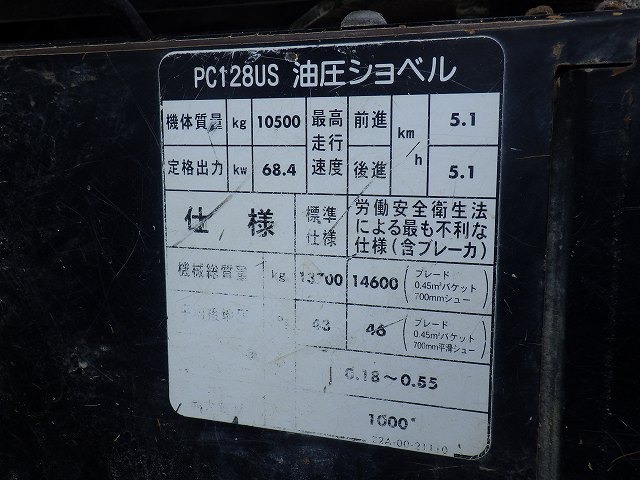 PC128US 油圧ショベル
機体質量 kg 10500 最高走行速度 前進 km/h 5.1
定格出力 kw 68.4 後進 5.1
仕様 標準仕様 労働安全衛生法による最も不利な仕様(含ブレーカ)
機械総質量 kg 13700 14600 (ブレード 0.45m³バケット 700mmシュー)
43 46 (ブレード 0.45m³バケット 700mm平滑シュー)
0.18～0.55
1000